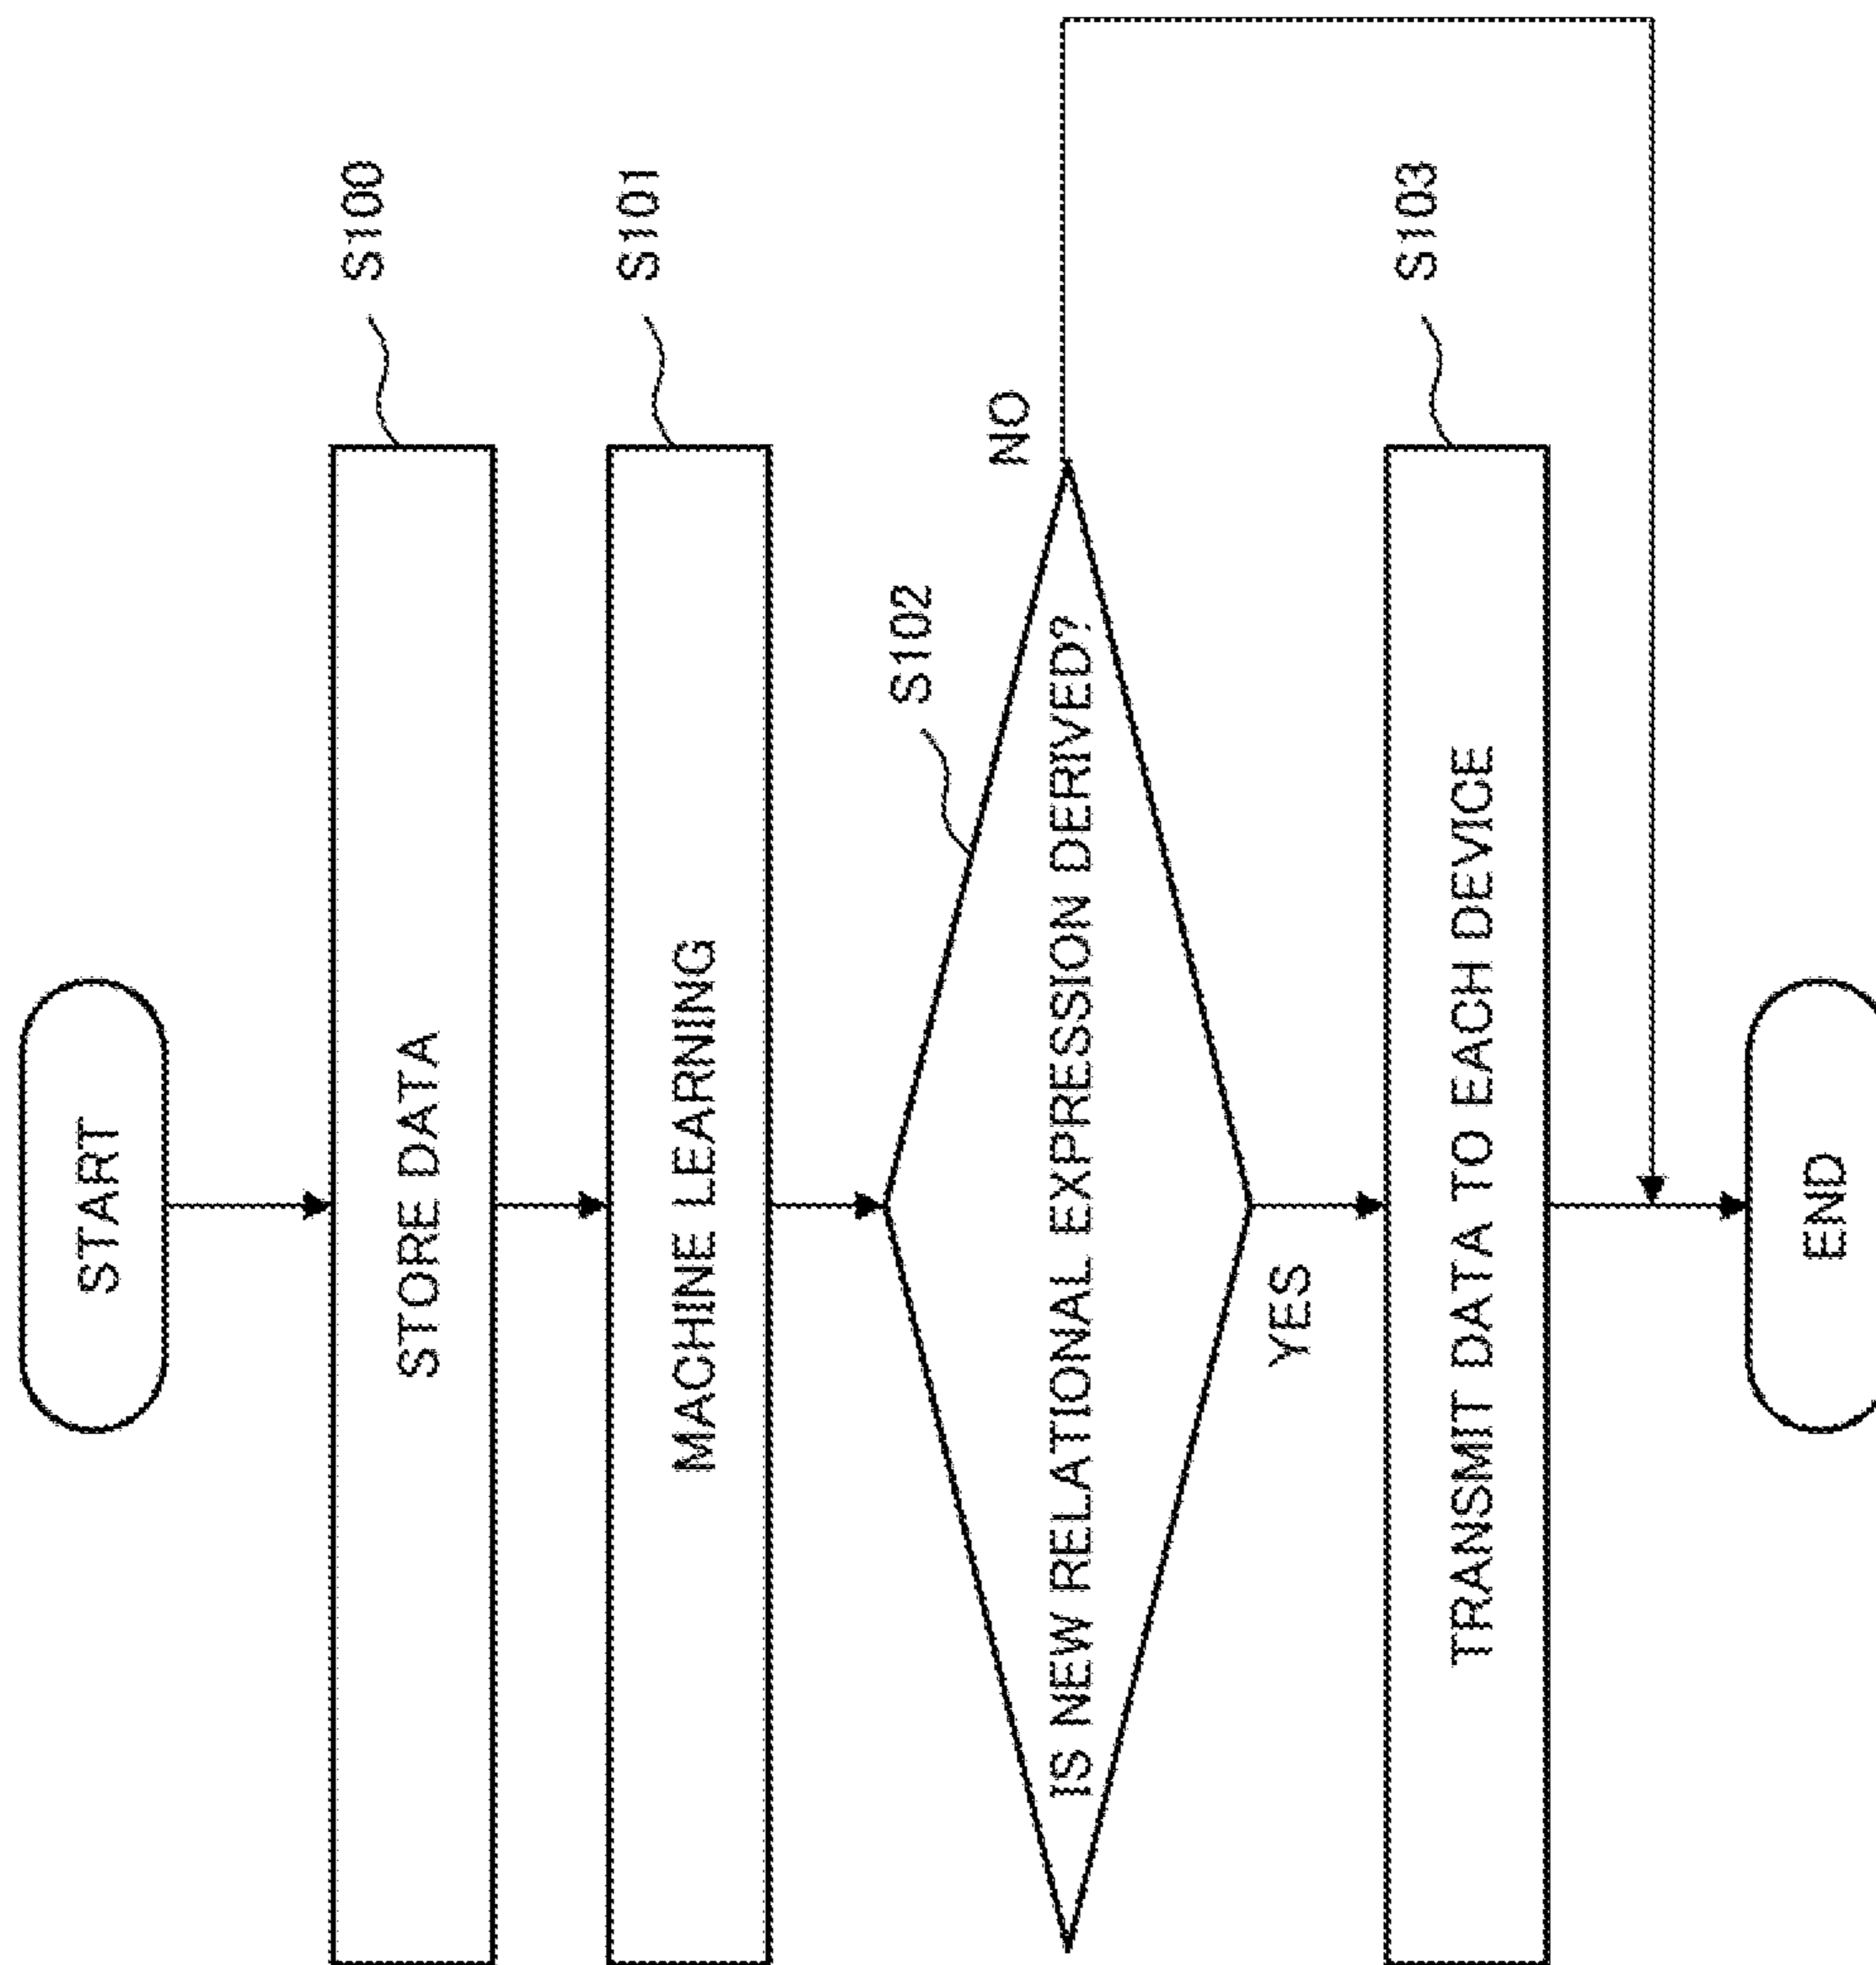 START
STORE DATA
S100
MACHINE LEARNING
S101
IS NEW RELATIONAL EXPRESSION DERIVED?
S102
NO
YES
TRANSMIT DATA TO EACH DEVICE
S103
END